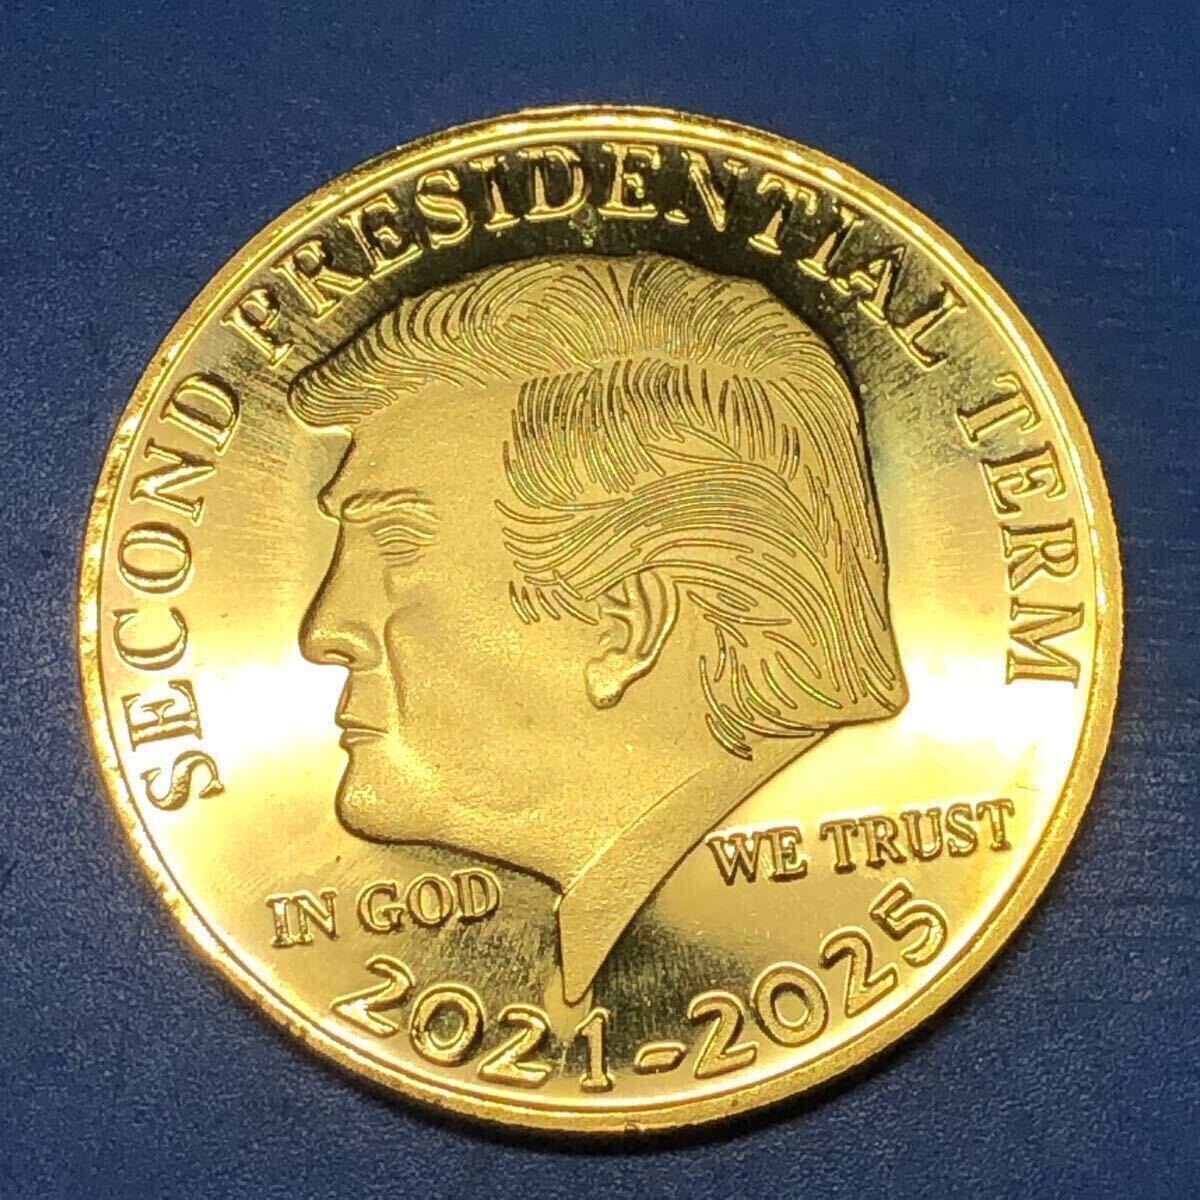 SECOND PRESIDENTIAL TERM
IN GOD WE TRUST
2021-2025